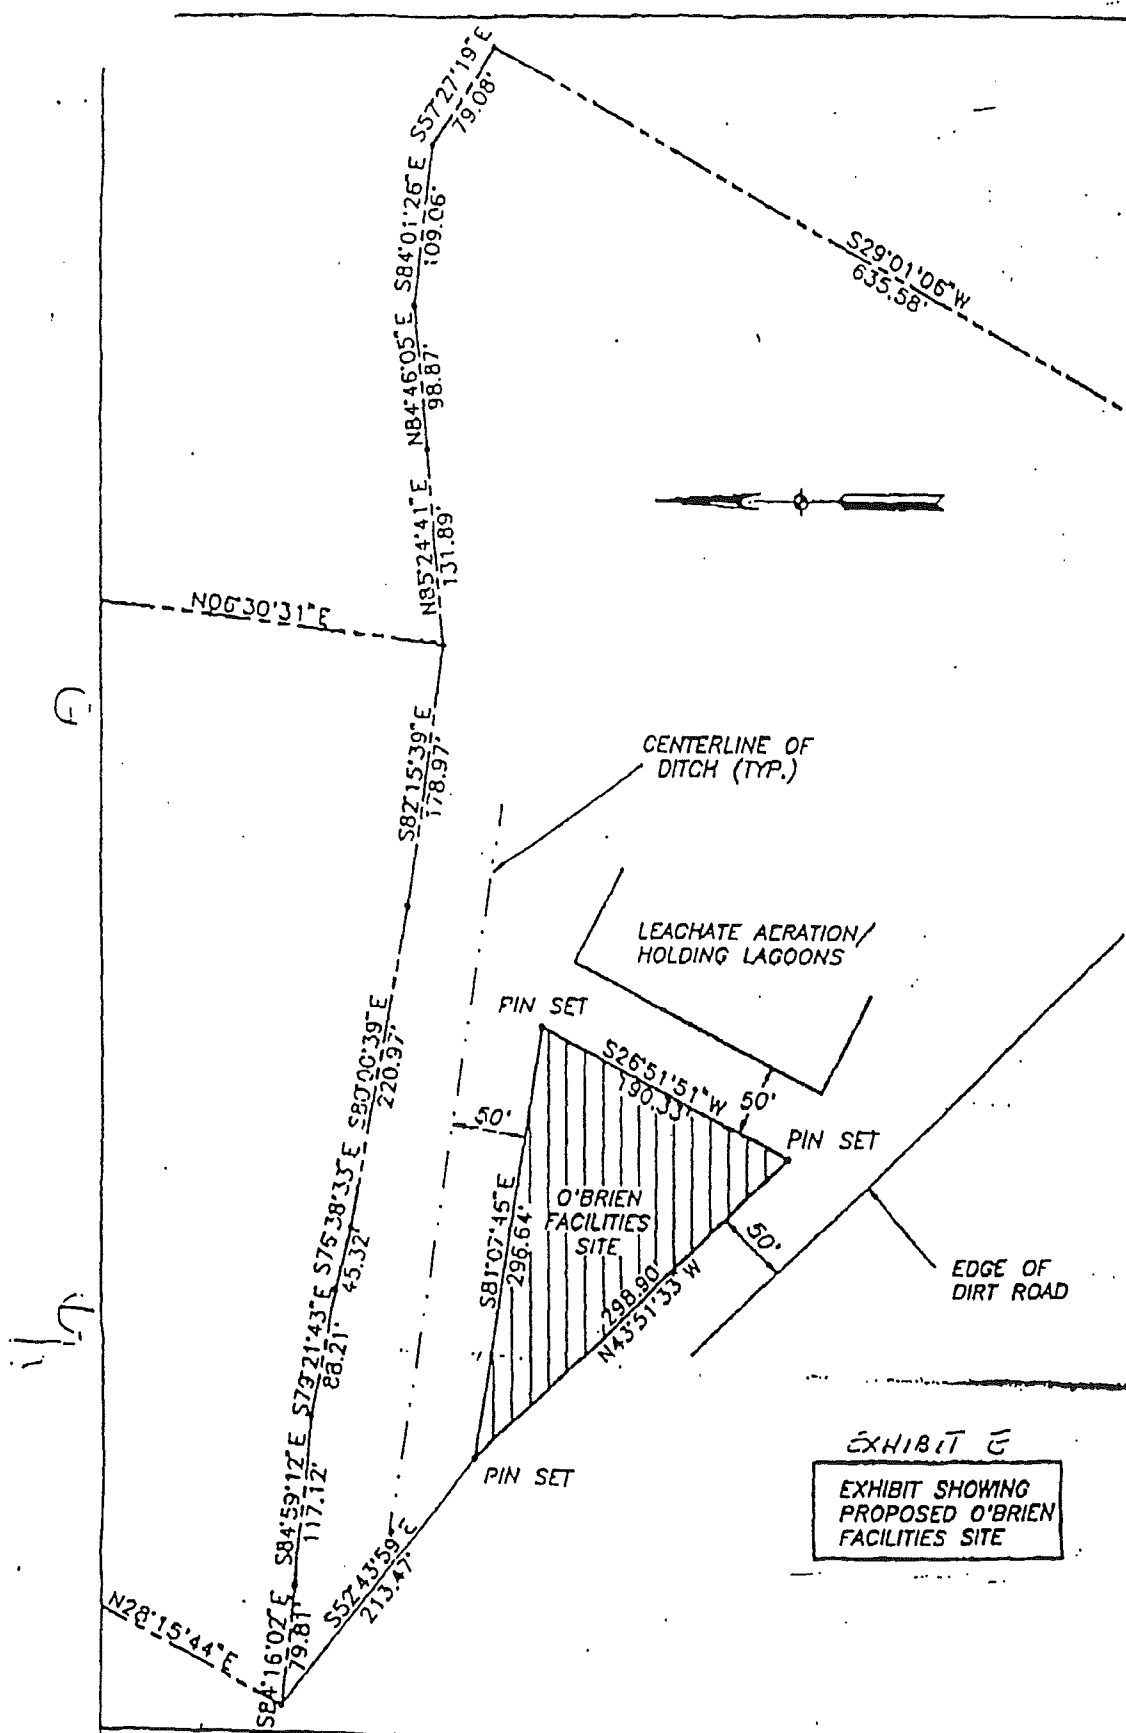 S57°27'19"E
79.08'
S84°01'26"E
109.06'
N84°46'05"E
98.87'
N85°24'41"E
131.89'
S29°01'06"W
635.58'
N06°30'31"E
S82°15'39"E
178.97'
CENTERLINE OF
DITCH (TYP.)
LEACHATE AERATION/
HOLDING LAGOONS
S80°00'39"E
220.97'
PIN SET
S26°51'51"W
190.33'
50'
PIN SET
50'
S81°07'45"E
296.64'
O'BRIEN
FACILITIES
SITE
298.90'
N43°51'33"W
50'
EDGE OF
DIRT ROAD
45.32'
S79°21'43"E
88.21'
PIN SET
S84°59'12"E
117.12'
S52°43'59"E
213.47'
N28°15'44"E
S84°16'02"E
79.81'
EXHIBIT E
EXHIBIT SHOWING
PROPOSED O'BRIEN
FACILITIES SITE